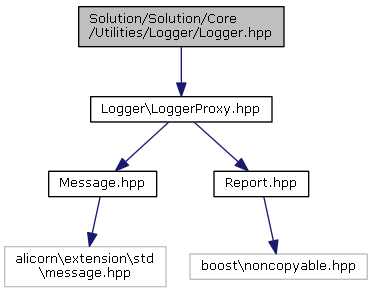 Solution/Solution/Core
/Utilities/Logger/Logger.hpp
Logger\LoggerProxy.hpp
Message.hpp
Report.hpp
alicorn\extension\std
\message.hpp
boost\noncopyable.hpp